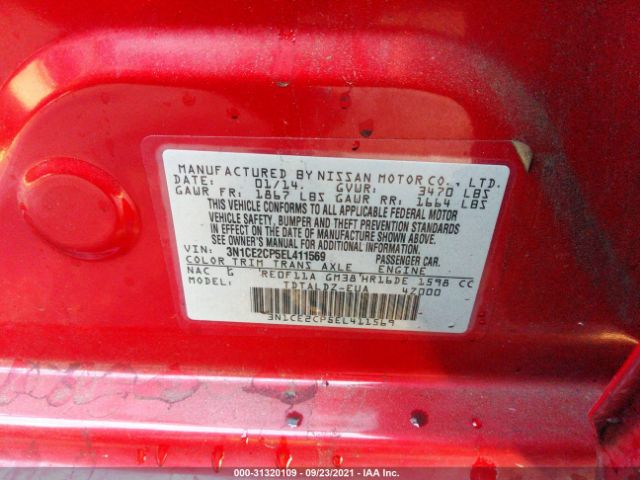 MANUFACTURED BY NISSAN MOTOR CO., LTD.
DATE: 01/14. GVWR: 3470 LBS
GAWR FR: 1867 LBS GAWR RR: 1664 LBS
THIS VEHICLE CONFORMS TO ALL APPLICABLE FEDERAL MOTOR
VEHICLE SAFETY, BUMPER AND THEFT PREVENTION STANDARDS
IN EFFECT ON THE DATE OF MANUFACTURE SHOWN ABOVE.
SEE OWNER'S MANUAL FOR ADDITIONAL INFORMATION.
VIN: 3N1CE2CP5EL411569 PASSENGER CAR.
COLOR TRIM TRANS AXLE ENGINE
NAC G RE0F11A GM38 HR16DE 1598 CC
MODEL: TDTALDZ-EUA 42000
3N1CE2CP5EL411569
000-31320109 - 09/23/2021 - IAA Inc.